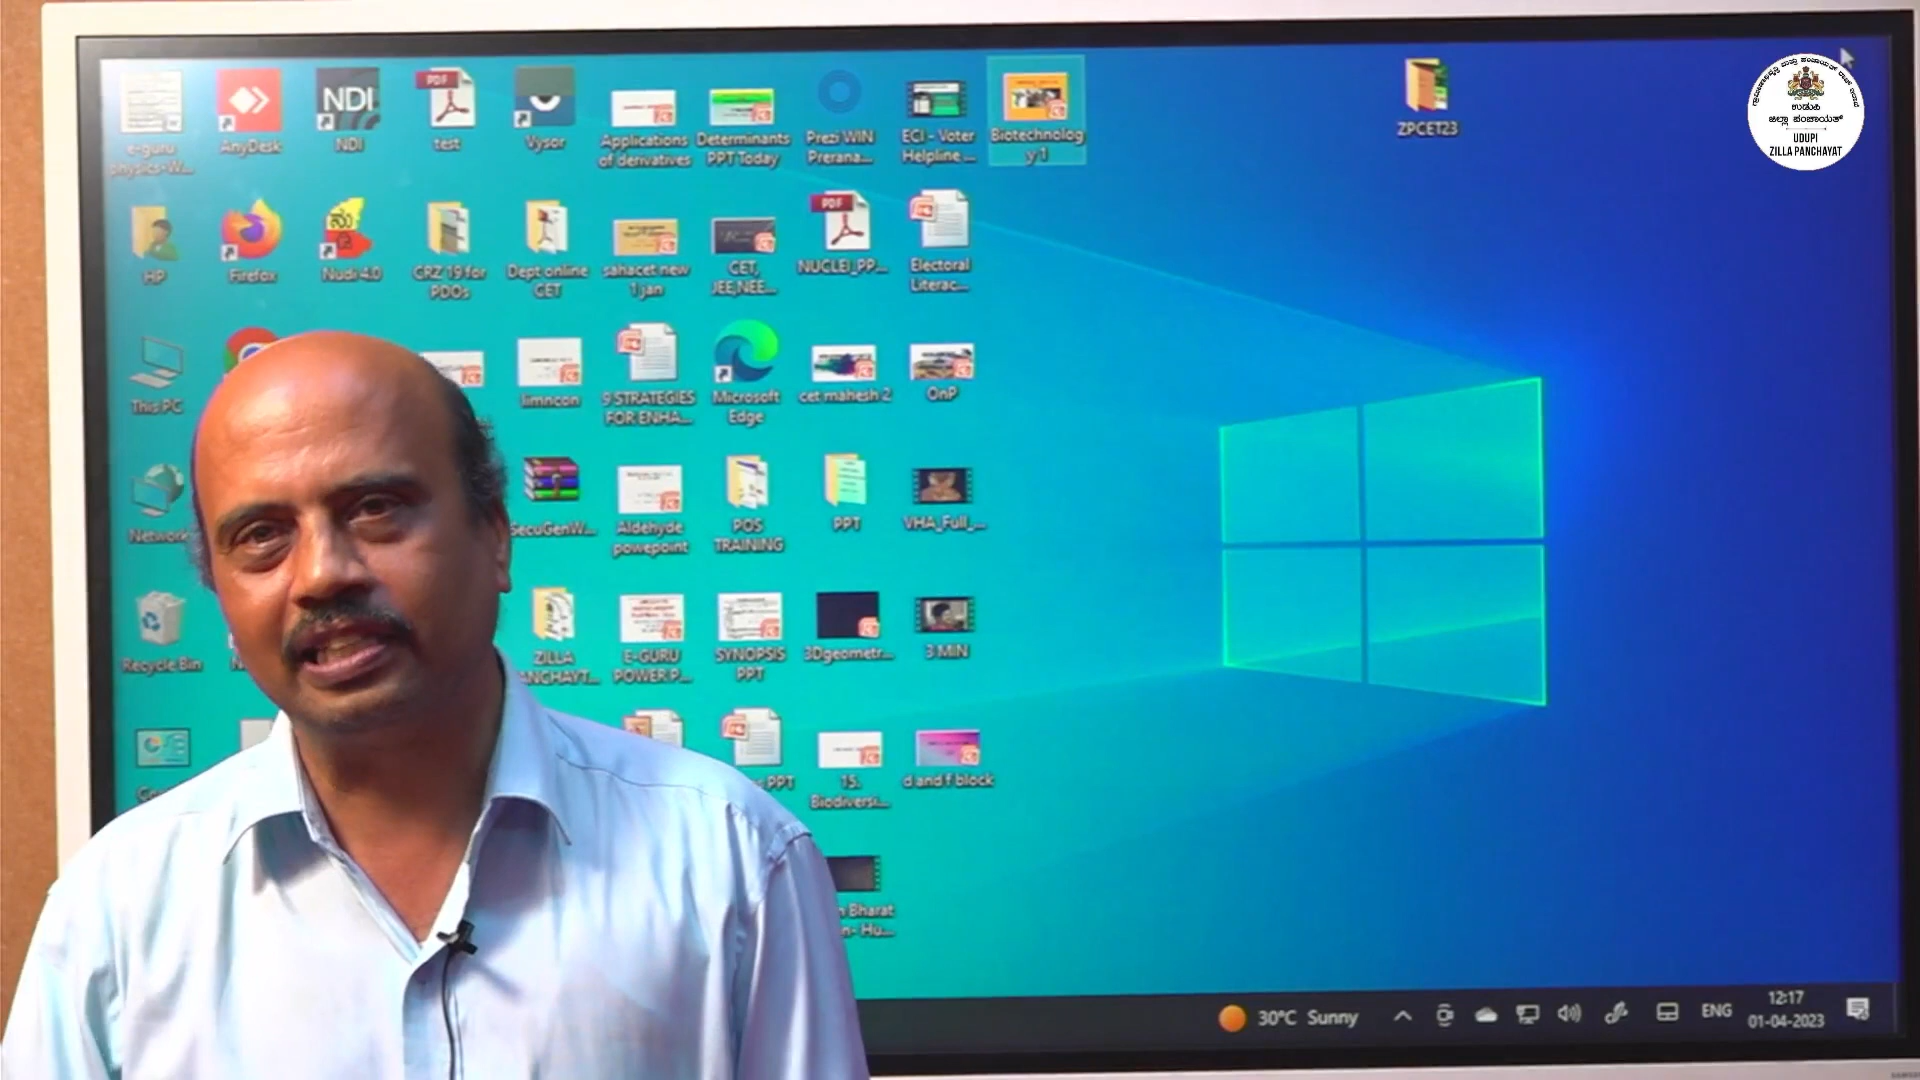 e-guru
physics-W...
AnyDesk
NDI
NDI
PDF
test
Vysor
Applications
of derivatives
Determinants
PPT Today
Prezi WIN
Prerana...
ECI - Voter
Helpline ...
Biotechnolog
y 1
ZPCET23
ಉಡುಪಿ
ಜಿಲ್ಲಾ ಪಂಚಾಯತ್
UDUPI
ZILLA PANCHAYAT
HP
Firefox
ನು
Nudi 4.0
CRZ 19 for
PDOs
Dept online
CET
sahacet new
1 jan
CET,
JEE,NEE...
PDF
NUCLEI_PP...
Electoral
Literac...
This PC
limncon
9 STRATEGIES
FOR ENHA...
Microsoft
Edge
cet mahesh 2
OnP
Network
SecuGenW...
Aldehyde
powepoint
POS
TRAINING
PPT
VHA_Full_...
Recycle Bin
N
ZILLA
ANCHAYT...
E-GURU
POWER P...
SYNOPSIS
PPT
3Dgeometr...
3 MIN
PPT
15.
Biodiversi...
d and f block
Bharat
n- Hu...
30°C Sunny
ENG
12:17
01-04-2023